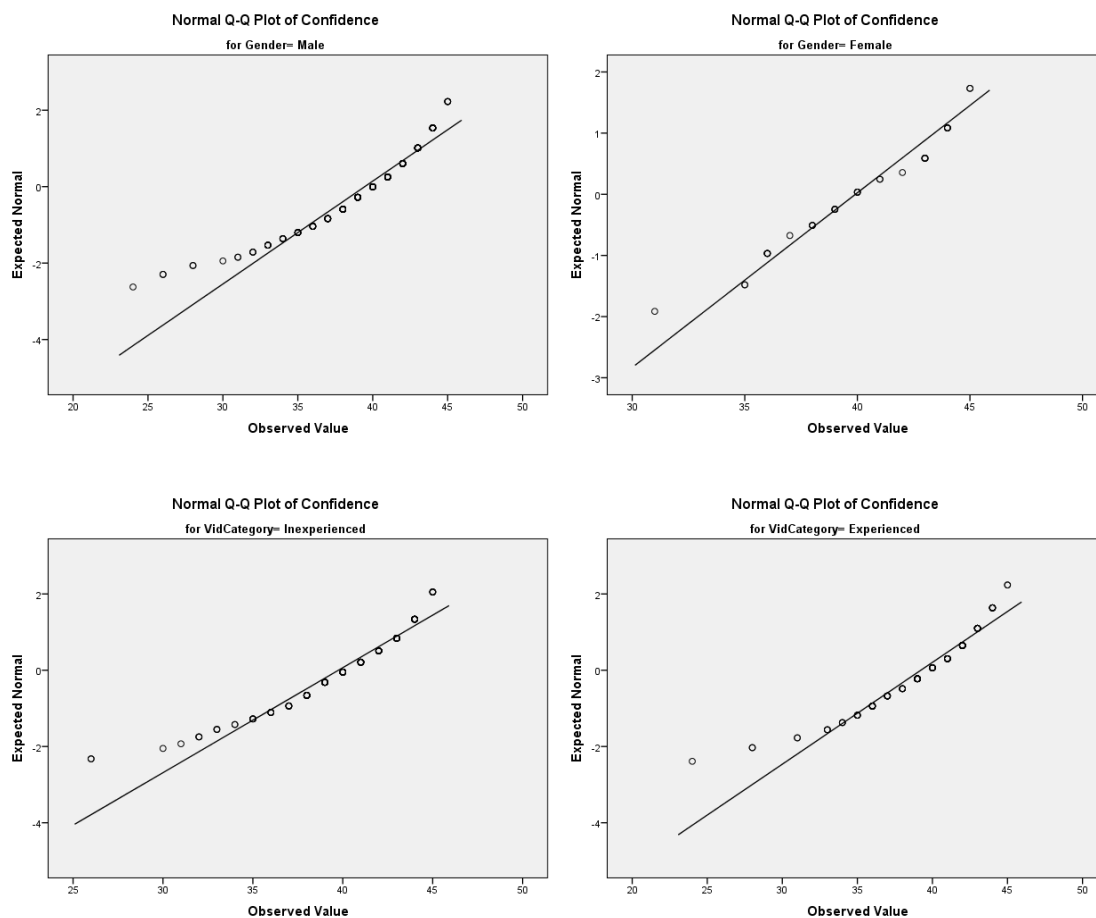 Normal Q-Q Plot of Confidence
for Gender= Male
2
0
-2
-4
Expected Normal
20 25 30 35 40 45 50
Observed Value
Normal Q-Q Plot of Confidence
for Gender= Female
2
1
0
-1
-2
-3
Expected Normal
30 35 40 45 50
Observed Value
Normal Q-Q Plot of Confidence
for VidCategory= Inexperienced
2
0
-2
-4
Expected Normal
25 30 35 40 45 50
Observed Value
Normal Q-Q Plot of Confidence
for VidCategory= Experienced
2
0
-2
-4
Expected Normal
20 25 30 35 40 45 50
Observed Value